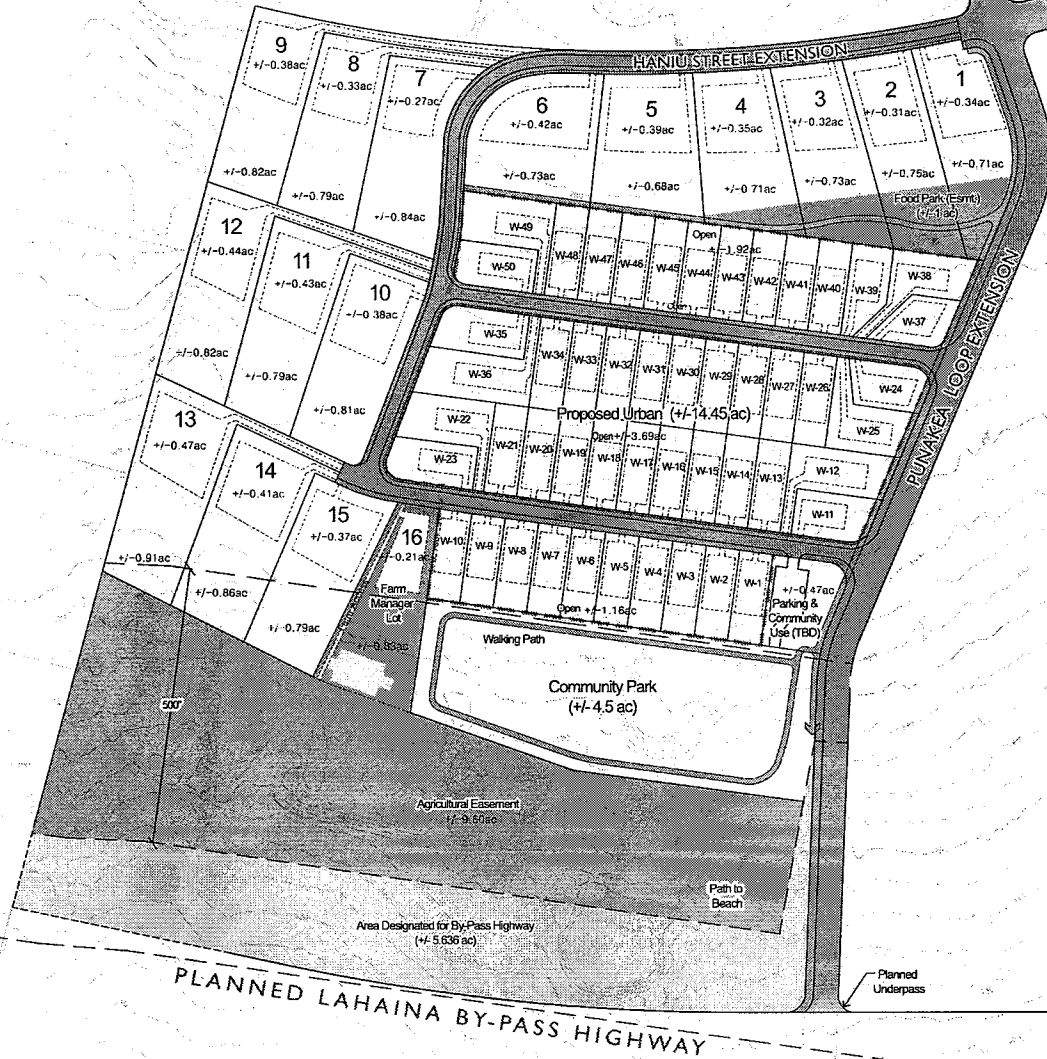 HANIU STREET EXTENSION
9
+/-0.38ac
8
+/-0.33ac
7
+/-0.27ac
6
+/-0.42ac
5
+/-0.39ac
4
+/-0.35ac
3
+/-0.32ac
2
+/-0.31ac
1
+/-0.34ac
+/-0.82ac
+/-0.79ac
+/-0.84ac
+/-0.73ac
+/-0.68ac
+/-0.71ac
+/-0.73ac
+/-0.75ac
+/-0.71ac
Food Park (Esmt.)
(+/-1 ac)
12
+/-0.44ac
11
+/-0.43ac
10
+/-0.38ac
+/-0.82ac
+/-0.79ac
+/-0.81ac
W-49
W-50
W-48
W-47
W-46
W-45
W-44
W-43
W-42
W-41
W-40
W-39
W-38
W-37
Open
+/-1.92ac
Open
W-35
W-36
W-34
W-33
W-32
W-31
W-30
W-29
W-28
W-27
W-26
W-24
W-25
Proposed Urban (+/-14.45 ac)
Open+/-3.69ac
W-22
W-23
W-21
W-20
W-19
W-18
W-17
W-16
W-15
W-14
W-13
W-12
W-11
PUNAKEA LOOP EXTENSION
13
+/-0.47ac
14
+/-0.41ac
15
+/-0.37ac
16
+/-0.21ac
+/-0.91ac
+/-0.86ac
+/-0.79ac
Farm
Manager
Lot
+/-0.83ac
W-10
W-9
W-8
W-7
W-6
W-5
W-4
W-3
W-2
W-1
Open +/-1.16ac
+/-0.47ac
Parking &
Community
Use (TBD)
Walking Path
Community Park
(+/- 4.5 ac)
500'
Agricultural Easement
Path to
Beach
Area Designated for By-Pass Highway
(+/- 5.636 ac)
Planned
Underpass
PLANNED LAHAINA BY-PASS HIGHWAY